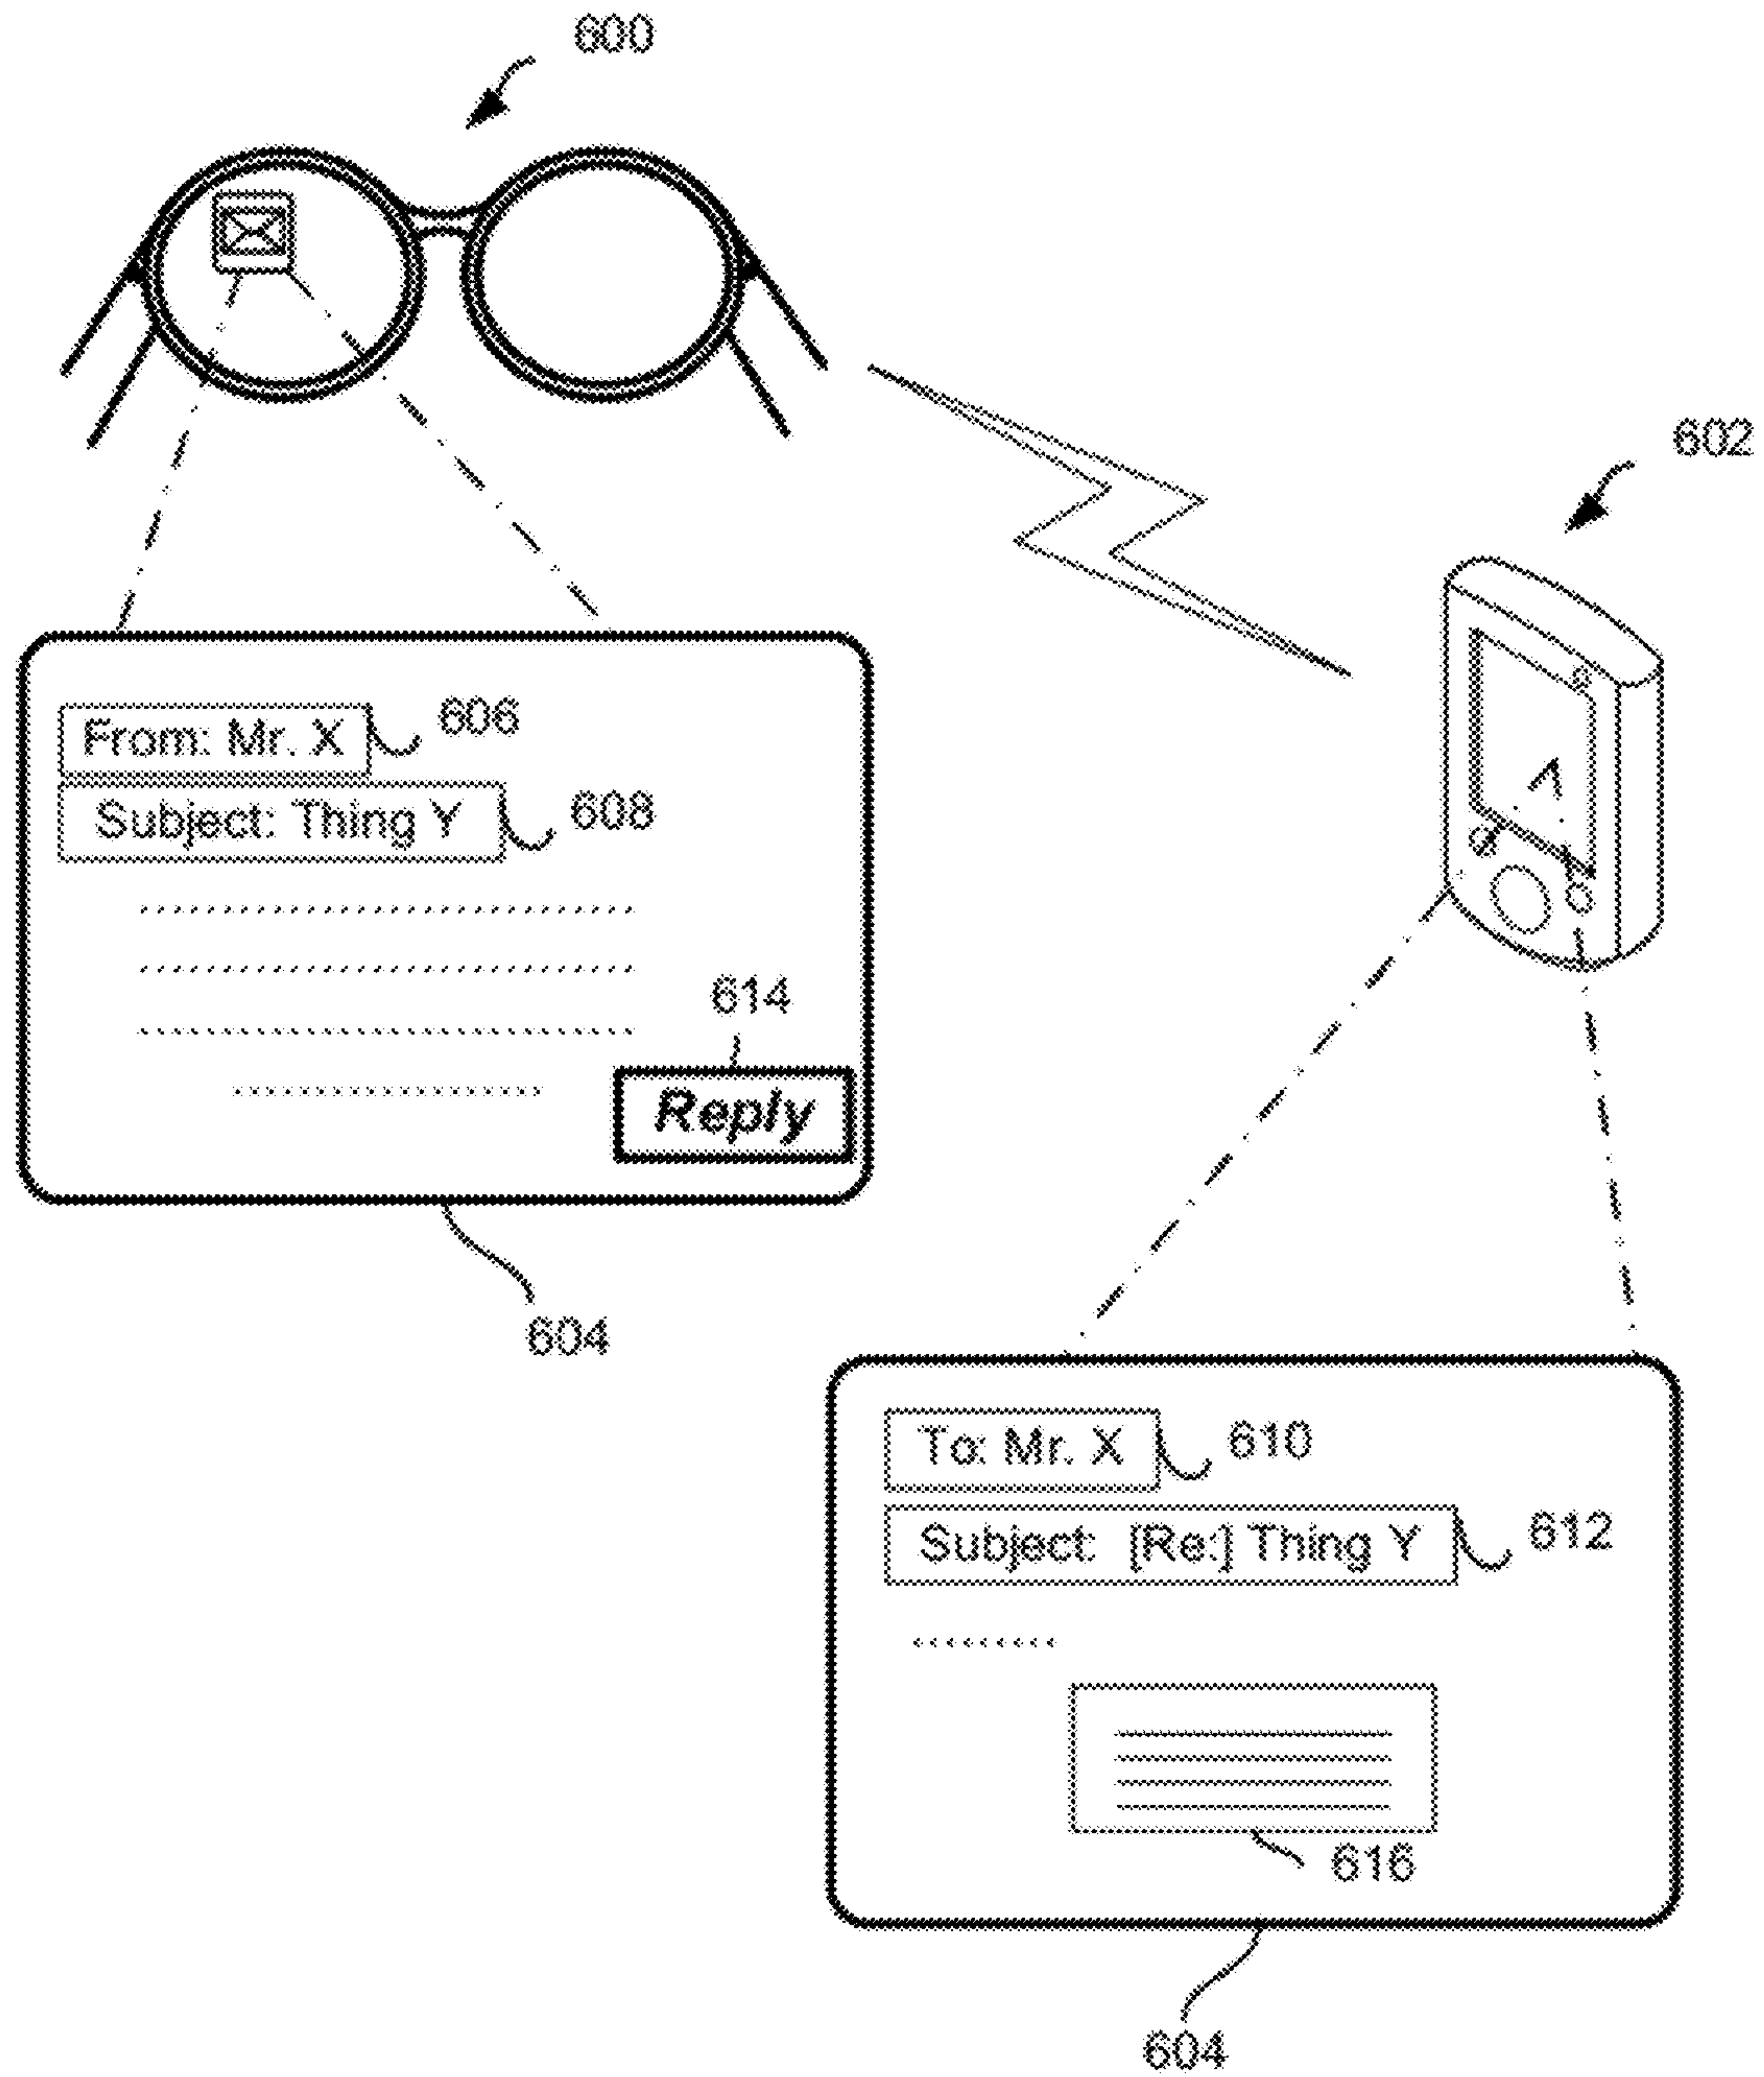 600
602
From: Mr. X 606
Subject: Thing Y 608
614
Reply
604
To: Mr. X 610
Subject: [Re:] Thing Y 612
616
604